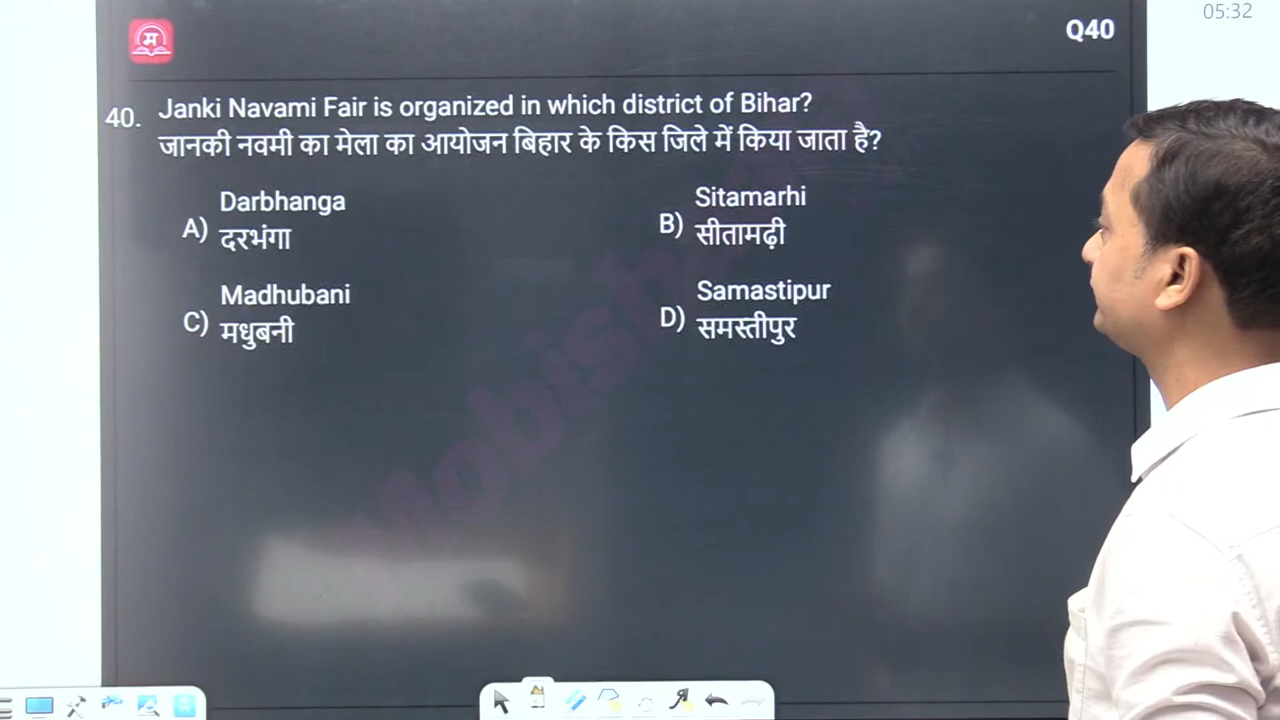 05:32
म
Q40
40. Janki Navami Fair is organized in which district of Bihar?
जानकी नवमी का मेला का आयोजन बिहार के किस जिले में किया जाता है?
A) Darbhanga
दरभंगा
B) Sitamarhi
सीतामढ़ी
C) Madhubani
मधुबनी
D) Samastipur
समस्तीपुर